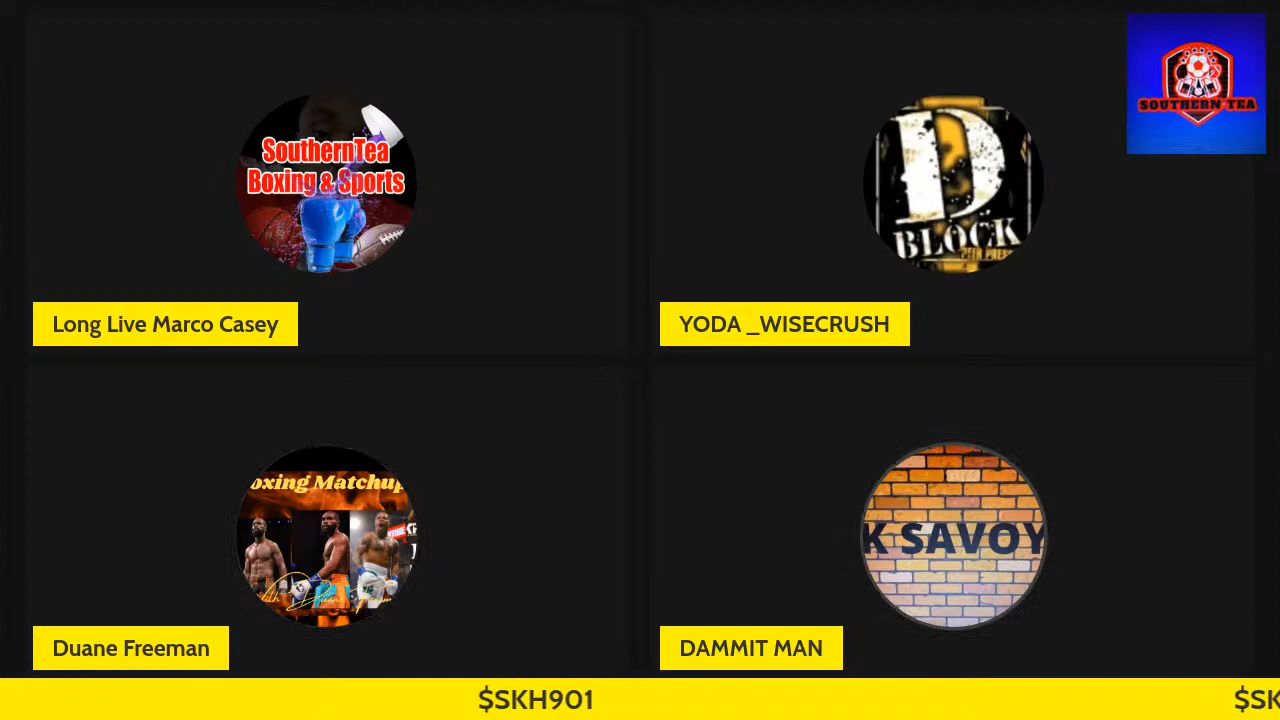 SOUTHERN TEA
SouthernTea
Boxing & Sports
D
BLOCK
Long Live Marco Casey
YODA _WISECRUSH
oxing Matchup
K SAVOY
Duane Freeman
DAMMIT MAN
$SKH901
$SK